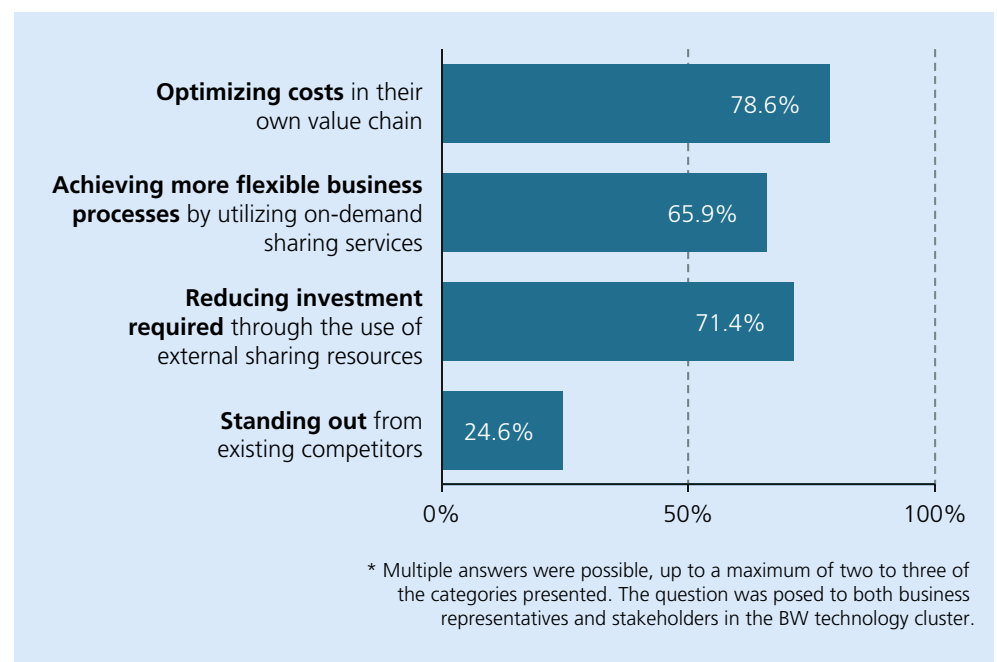 Optimizing costs in their
own value chain
78.6%
Achieving more flexible business
processes by utilizing on-demand
sharing services
65.9%
Reducing investment
required through the use of
external sharing resources
71.4%
Standing out from
existing competitors
24.6%
0%
50%
100%
* Multiple answers were possible, up to a maximum of two to three of
the categories presented. The question was posed to both business
representatives and stakeholders in the BW technology cluster.